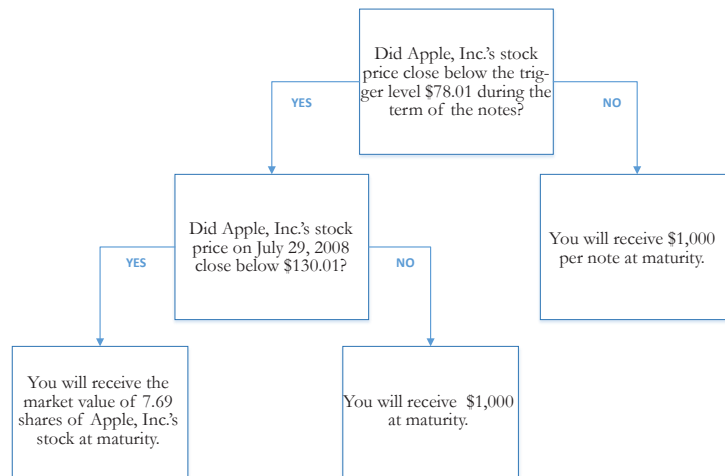 Did Apple, Inc.'s stock
price close below the trig-
ger level $78.01 during the
term of the notes?
YES
NO
Did Apple, Inc.'s stock
price on July 29, 2008
close below $130.01?
You will receive $1,000
per note at maturity.
YES
NO
You will receive the
market value of 7.69
shares of Apple, Inc.'s
stock at maturity.
You will receive $1,000
at maturity.